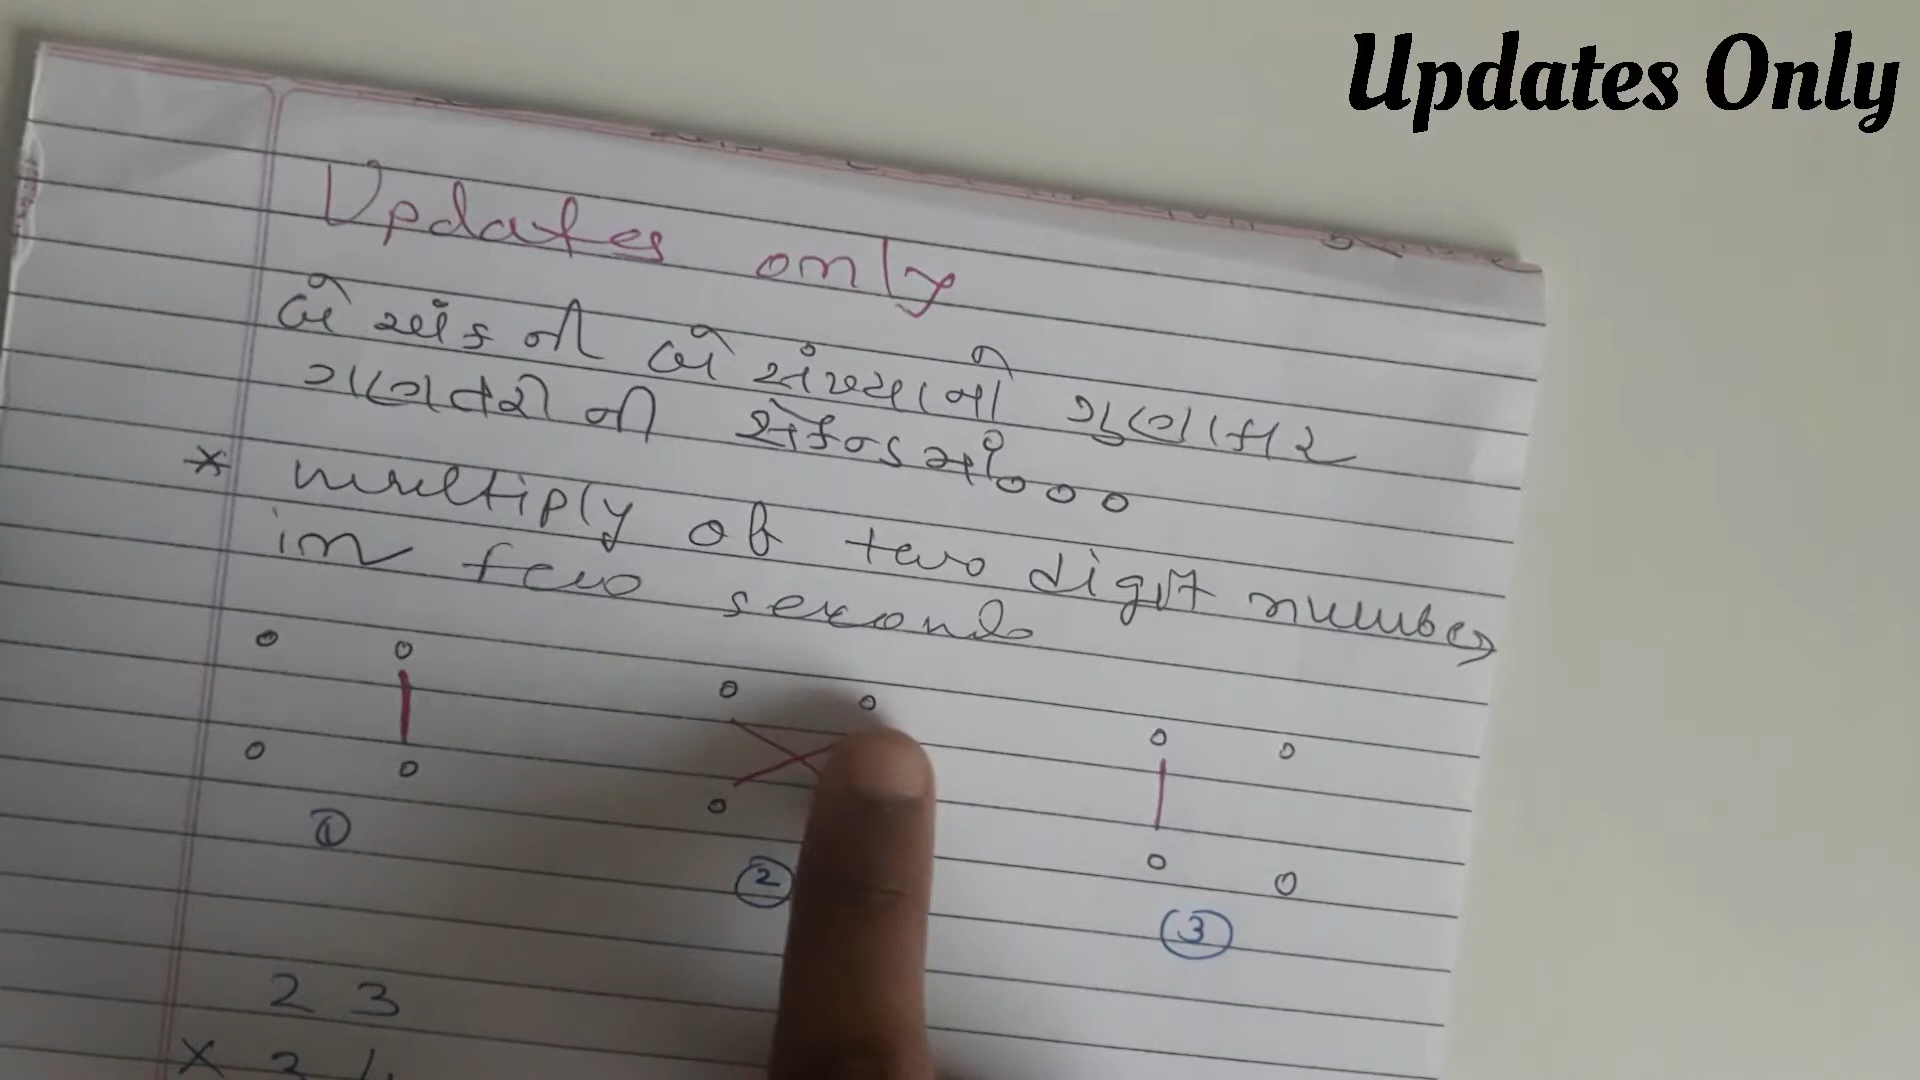 Updates Only
Updates only
બે અંક ની બે સંખ્યાનો ગુણાકાર
ગણતરી ની સેકન્ડમાં...
* multiply of two digit number
in few seconds
① ② ③
2 3
× 2